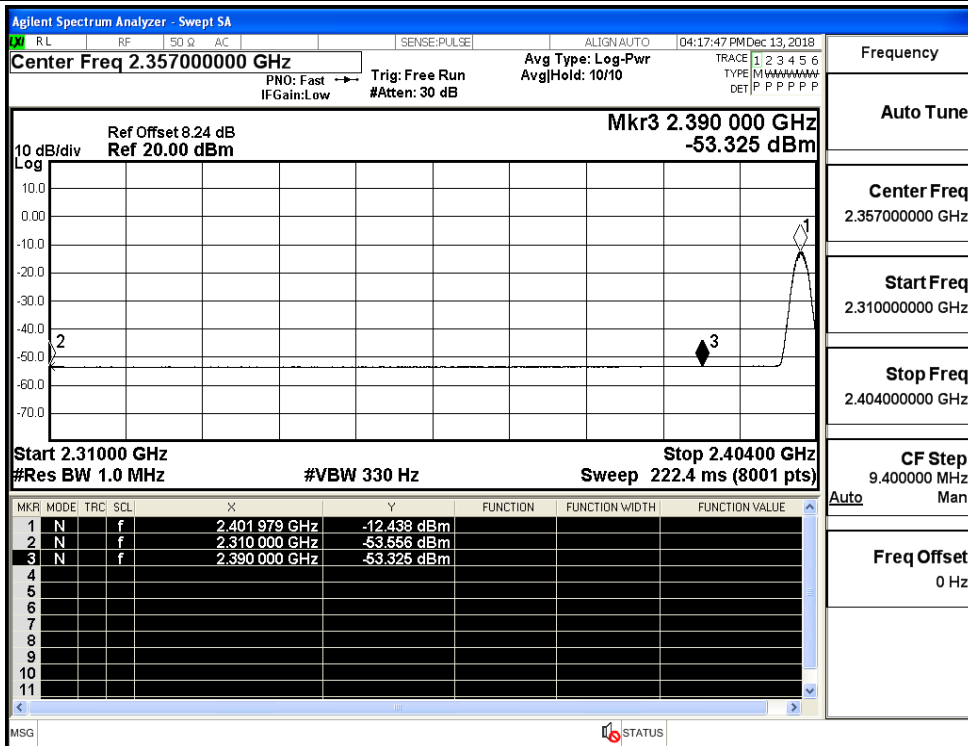 Agilent Spectrum Analyzer - Swept SA
LXI RL RF 50 Ω AC SENSE:PULSE ALIGN AUTO 04:17:47 PM Dec 13, 2018
Center Freq 2.357000000 GHz
PNO: Fast
IFGain:Low
Trig: Free Run
#Atten: 30 dB
Avg Type: Log-Pwr
Avg|Hold: 10/10
TRACE 1 2 3 4 5 6
TYPE M W W W W W
DET P P P P P P
Ref Offset 8.24 dB
10 dB/div Ref 20.00 dBm
Log
Mkr3 2.390 000 GHz
-53.325 dBm
10.0
0.00
-10.0
-20.0
-30.0
-40.0
-50.0
-60.0
-70.0
1
2
3
Start 2.31000 GHz Stop 2.40400 GHz
#Res BW 1.0 MHz #VBW 330 Hz Sweep 222.4 ms (8001 pts)
MKR MODE TRC SCL X Y FUNCTION FUNCTION WIDTH FUNCTION VALUE
1 N f 2.401 979 GHz -12.438 dBm
2 N f 2.310 000 GHz -53.556 dBm
3 N f 2.390 000 GHz -53.325 dBm
4
5
6
7
8
9
10
11
MSG STATUS
Frequency
Auto Tune
Center Freq
2.357000000 GHz
Start Freq
2.310000000 GHz
Stop Freq
2.404000000 GHz
CF Step
9.400000 MHz
Auto Man
Freq Offset
0 Hz